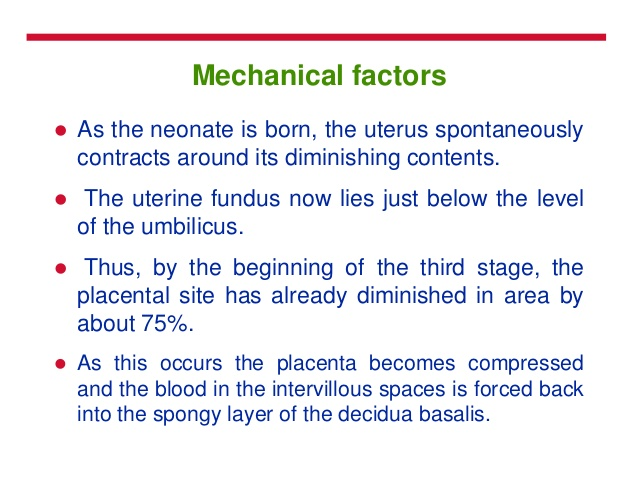 Mechanical factors
As the neonate is born, the uterus spontaneously
contracts around its diminishing contents.
The uterine fundus now lies just below the level
of the umbilicus.
Thus, by the beginning of the third stage, the
placental site has already diminished in area by
about 75%.
As this occurs the placenta becomes compressed
and the blood in the intervillous spaces is forced back
into the spongy layer of the decidua basalis.